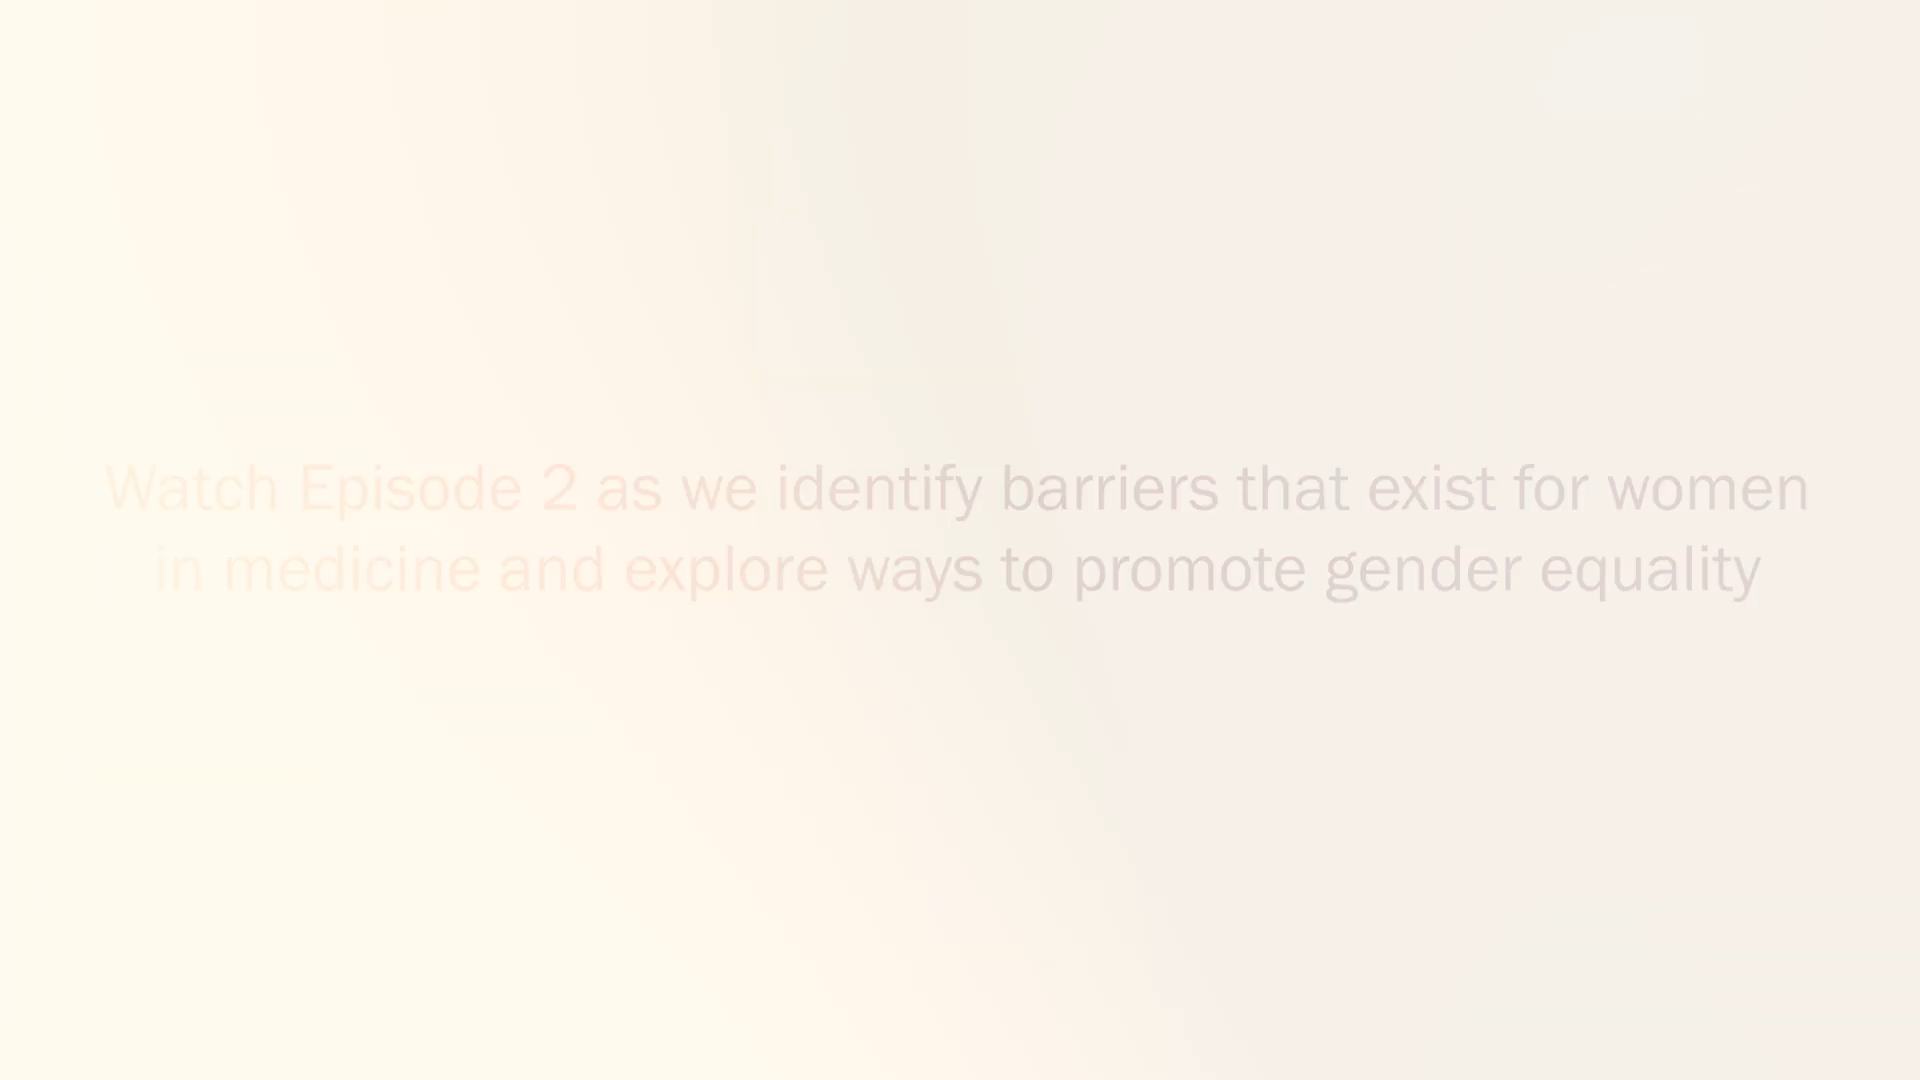 Watch Episode 2 as we identify barriers that exist for women
in medicine and explore ways to promote gender equality